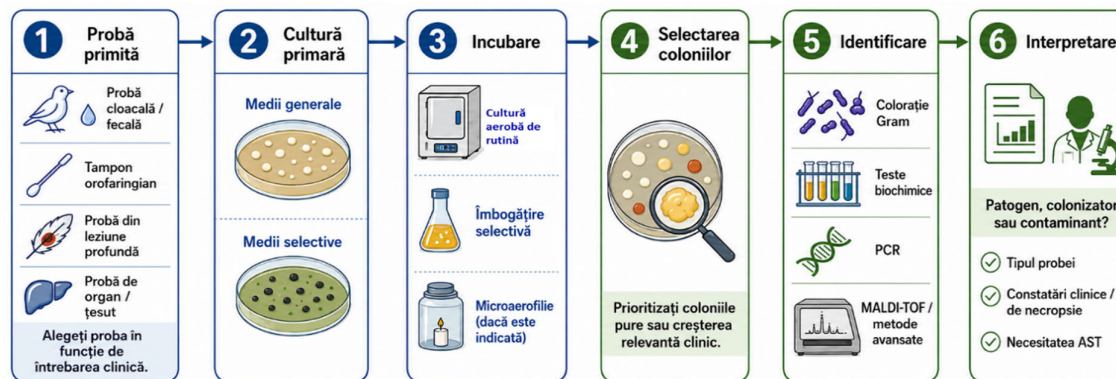 1
Probă
primită
Probă
cloacală /
fecală
Tampon
orofaringian
Probă din
leziune
profundă
Probă de
organ /
țesut
Alegeți proba în
funcție de
întrebarea clinică.
2
Cultură
primară
Medii generale
Medii selective
3
Incubare
Cultură
aerobă de
rutină
Îmbogățire
selectivă
Microaerofilie
(dacă este
indicată)
4
Selectarea
coloniilor
Prioritizați coloniile
pure sau creșterea
relevantă clinic.
5
Identificare
Colorație
Gram
Teste
biochimice
PCR
MALDI-TOF /
metode
avansate
6
Interpretare
Patogen, colonizator
sau contaminant?
Tipul probei
Constatări clinice /
de necropsie
Necesitatea AST